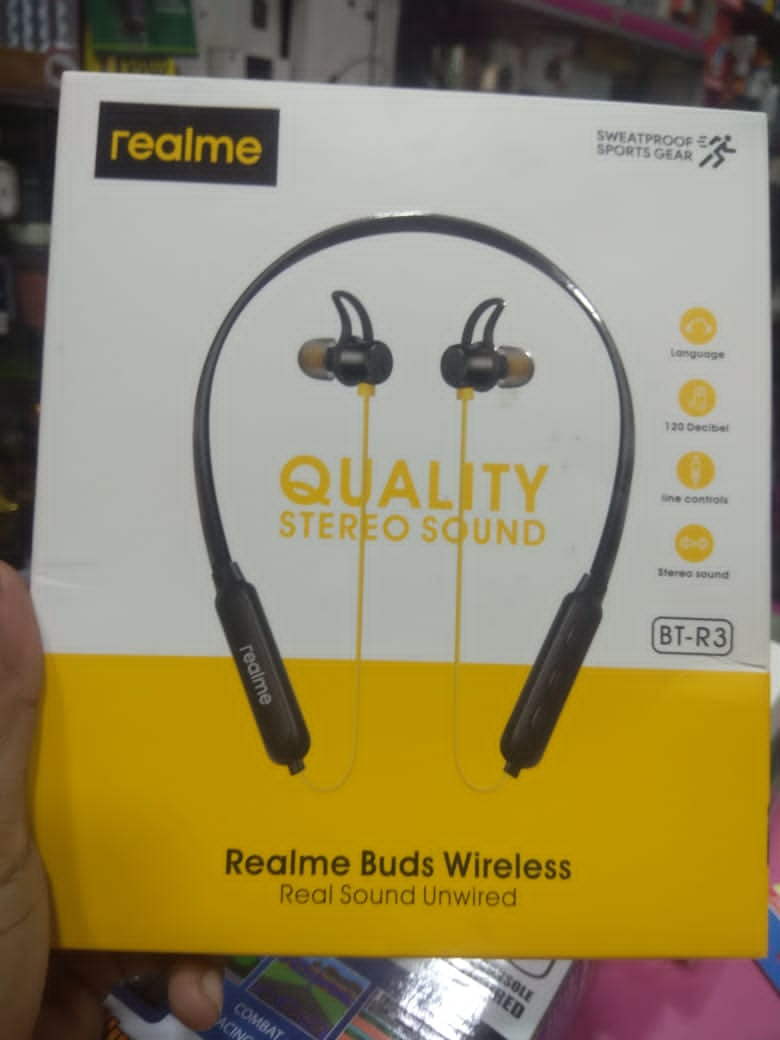 realme
SWEATPROOF
SPORTS GEAR
Language
120 Decibel
line controls
Stereo sound
QUALITY
STEREO SOUND
BT-R3
realme
Realme Buds Wireless
Real Sound Unwired
COMBAT